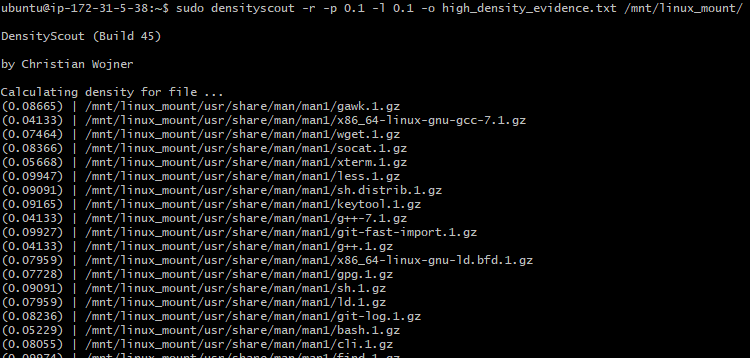 ubuntu@ip-172-31-5-38:~$ sudo densityscout -r -p 0.1 -l 0.1 -o high_density_evidence.txt /mnt/linux_mount/
DensityScout (Build 45)
by Christian Wojner
Calculating density for file ...
(0.08665) | /mnt/linux_mount/usr/share/man/man1/gawk.1.gz
(0.04133) | /mnt/linux_mount/usr/share/man/man1/x86_64-linux-gnu-gcc-7.1.gz
(0.07464) | /mnt/linux_mount/usr/share/man/man1/wget.1.gz
(0.08366) | /mnt/linux_mount/usr/share/man/man1/socat.1.gz
(0.05668) | /mnt/linux_mount/usr/share/man/man1/xterm.1.gz
(0.09947) | /mnt/linux_mount/usr/share/man/man1/less.1.gz
(0.09091) | /mnt/linux_mount/usr/share/man/man1/sh.distrib.1.gz
(0.09165) | /mnt/linux_mount/usr/share/man/man1/keytool.1.gz
(0.04133) | /mnt/linux_mount/usr/share/man/man1/g++-7.1.gz
(0.09927) | /mnt/linux_mount/usr/share/man/man1/git-fast-import.1.gz
(0.04133) | /mnt/linux_mount/usr/share/man/man1/g++.1.gz
(0.07959) | /mnt/linux_mount/usr/share/man/man1/x86_64-linux-gnu-ld.bfd.1.gz
(0.07728) | /mnt/linux_mount/usr/share/man/man1/gpg.1.gz
(0.09091) | /mnt/linux_mount/usr/share/man/man1/sh.1.gz
(0.07959) | /mnt/linux_mount/usr/share/man/man1/ld.1.gz
(0.08236) | /mnt/linux_mount/usr/share/man/man1/git-log.1.gz
(0.05229) | /mnt/linux_mount/usr/share/man/man1/bash.1.gz
(0.08055) | /mnt/linux_mount/usr/share/man/man1/cli.1.gz
(0.09974) | /mnt/linux_mount/usr/share/man/man1/find.1.gz